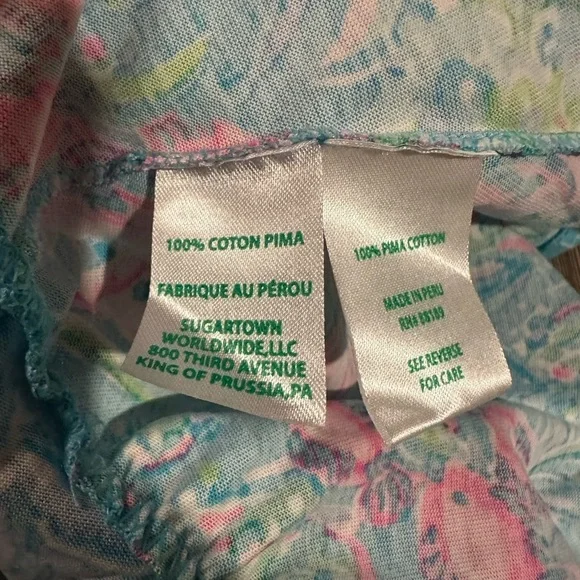 100% COTON PIMA
FABRIQUE AU PÉROU
SUGARTOWN
WORLDWIDE,LLC
800 THIRD AVENUE
KING OF PRUSSIA,PA
100% PIMA COTTON
MADE IN PERU
RN# 88189
SEE REVERSE
FOR CARE